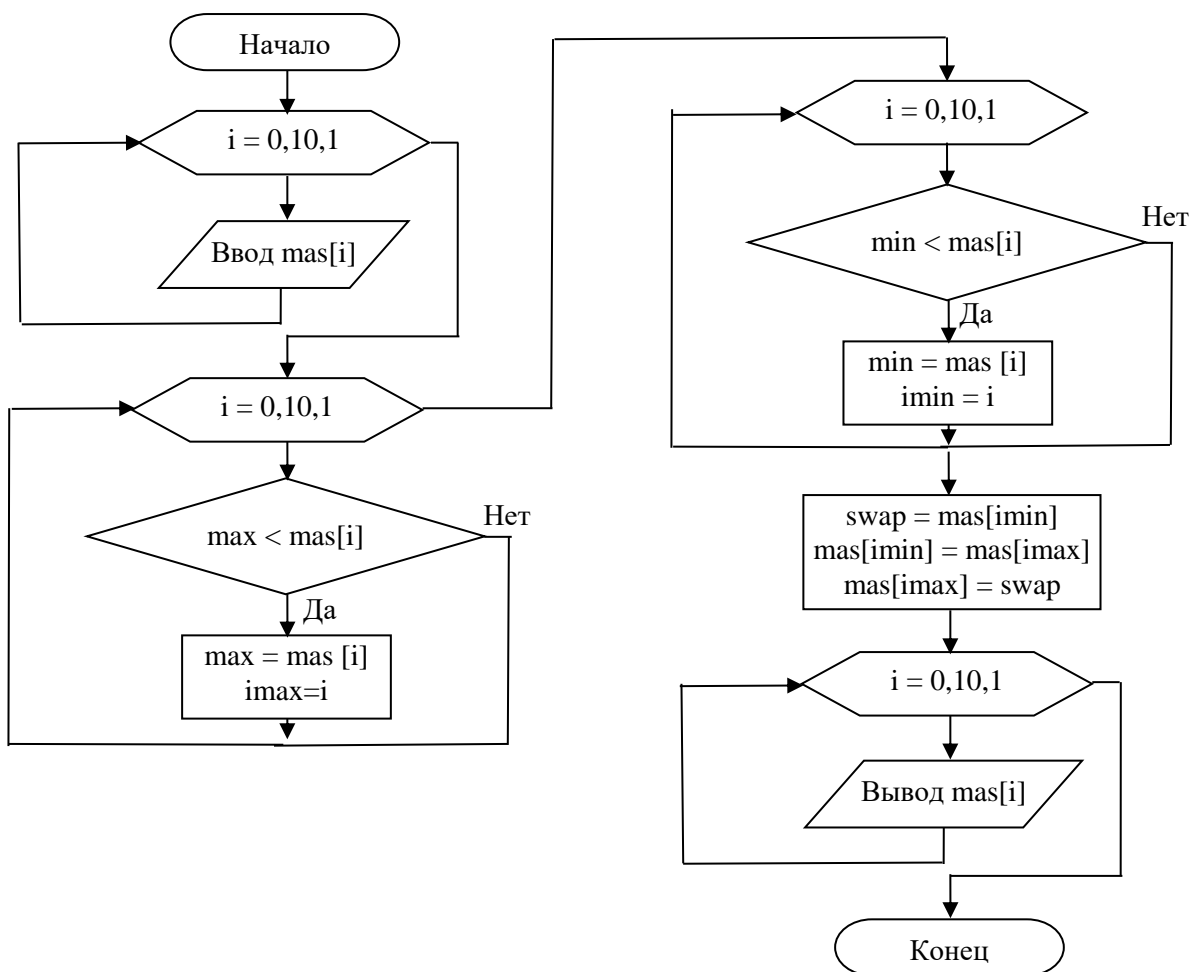 Начало
i = 0,10,1
Ввод mas[i]
i = 0,10,1
max < mas[i]
Нет
Да
max = mas [i]
imax=i
i = 0,10,1
min < mas[i]
Нет
Да
min = mas [i]
imin = i
swap = mas[imin]
mas[imin] = mas[imax]
mas[imax] = swap
i = 0,10,1
Вывод mas[i]
Конец